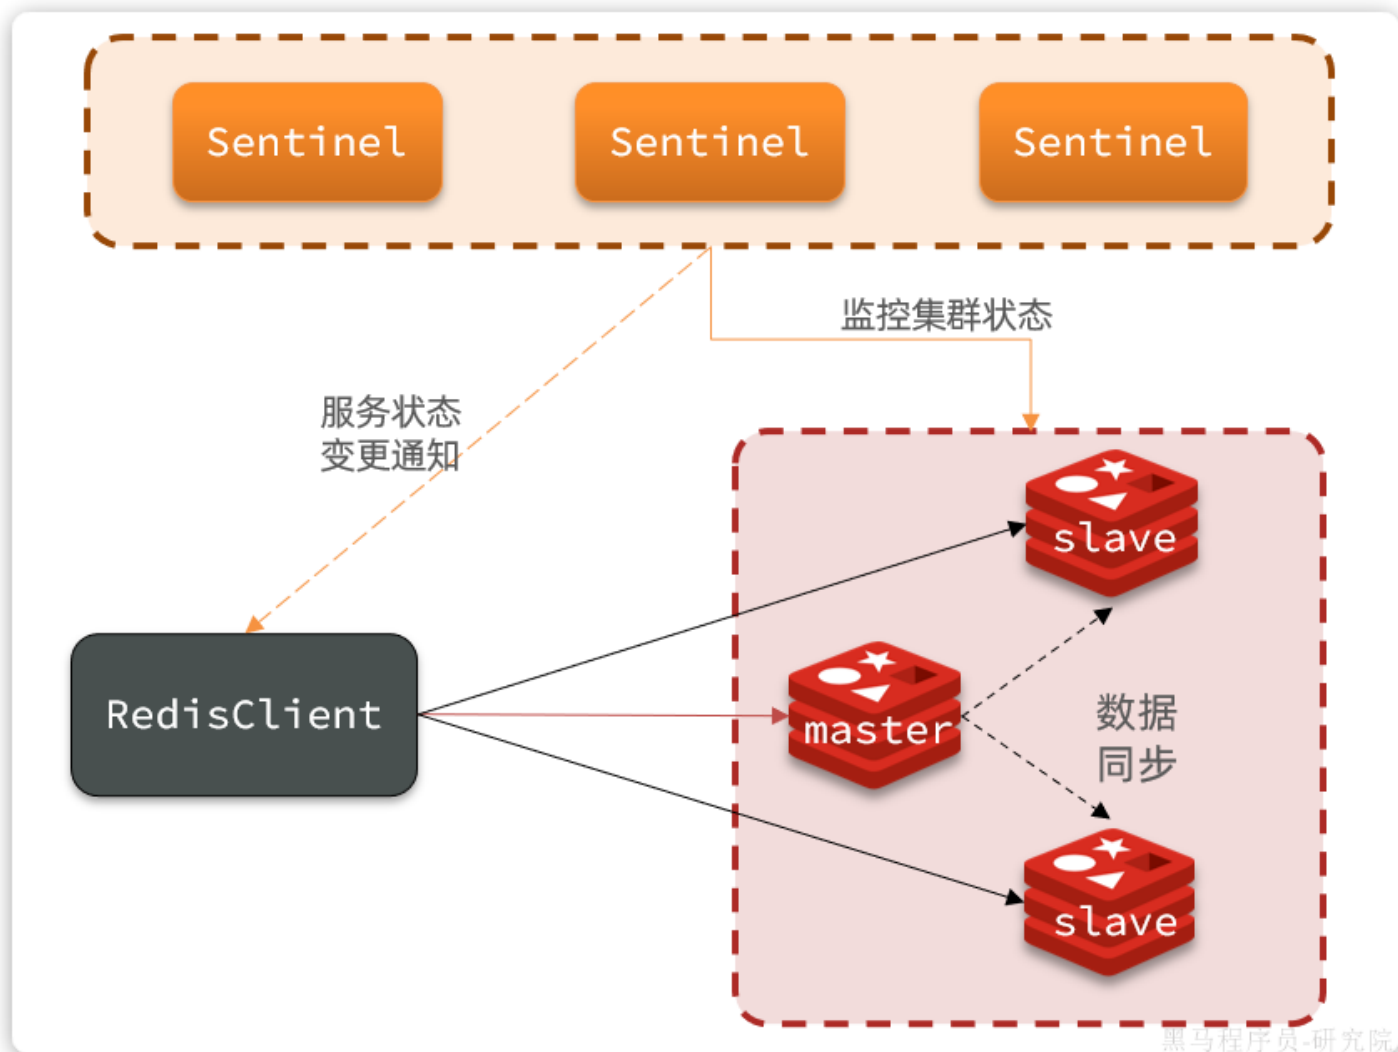 Sentinel
Sentinel
Sentinel
监控集群状态
服务状态
变更通知
slave
RedisClient
master
数据
同步
slave
黑马程序员-研究院